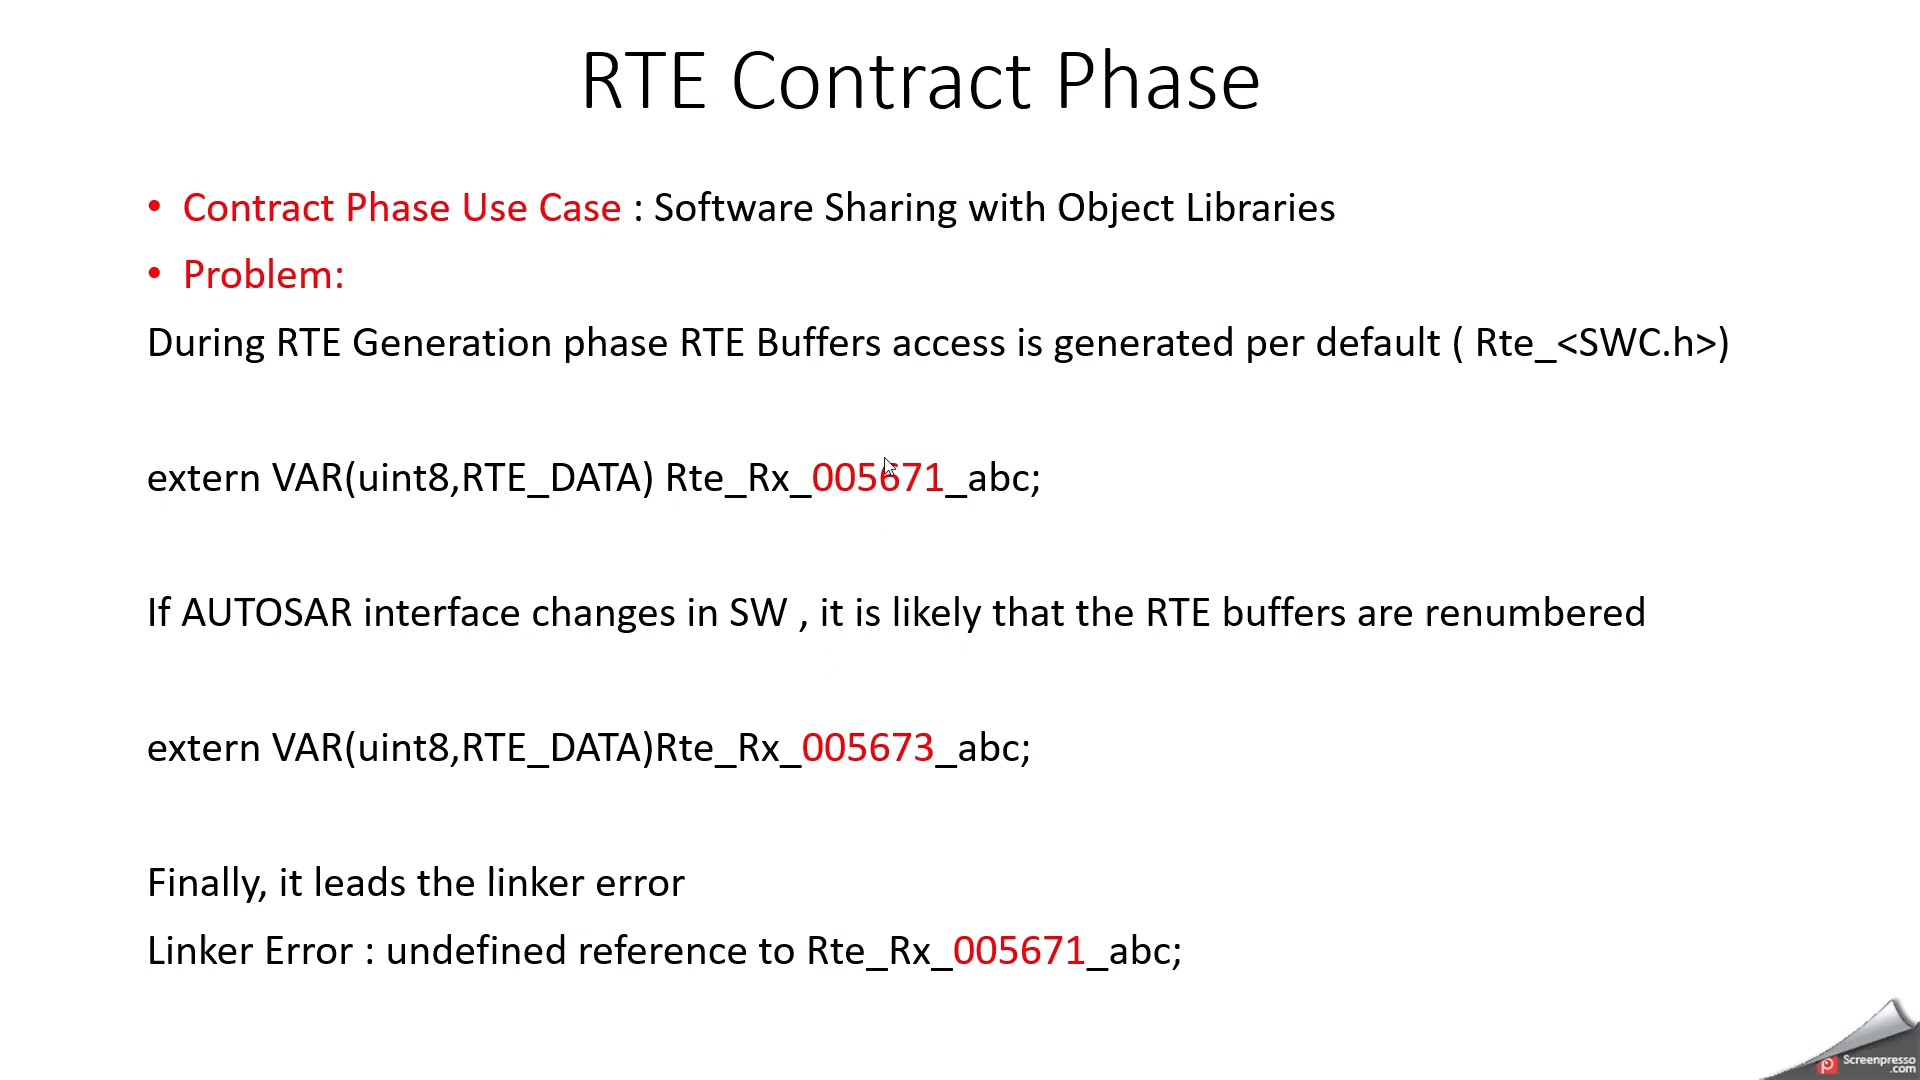 RTE Contract Phase
• Contract Phase Use Case : Software Sharing with Object Libraries
• Problem:
During RTE Generation phase RTE Buffers access is generated per default ( Rte_<SWC.h>)
extern VAR(uint8,RTE_DATA) Rte_Rx_005671_abc;
If AUTOSAR interface changes in SW , it is likely that the RTE buffers are renumbered
extern VAR(uint8,RTE_DATA)Rte_Rx_005673_abc;
Finally, it leads the linker error
Linker Error : undefined reference to Rte_Rx_005671_abc;
Screenpresso
.com